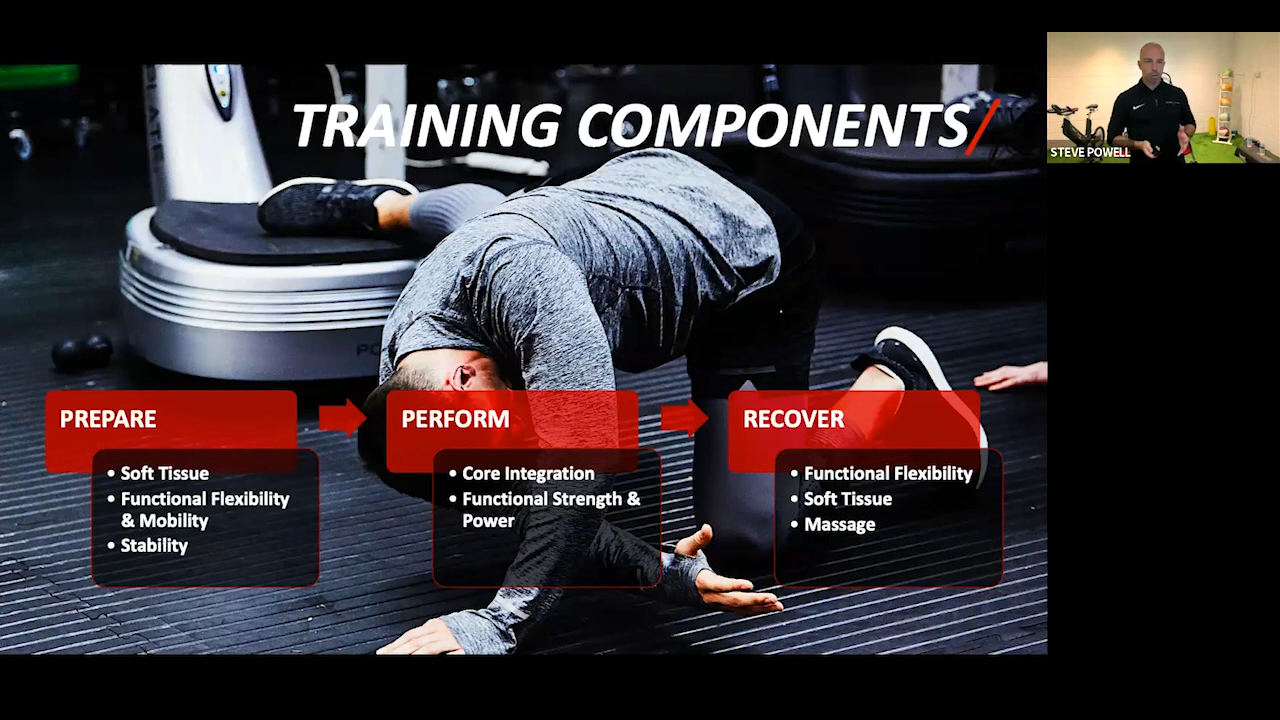 TRAINING COMPONENTS/
STEVE POWELL
PREPARE
• Soft Tissue
• Functional Flexibility
& Mobility
• Stability
PERFORM
• Core Integration
• Functional Strength &
Power
RECOVER
• Functional Flexibility
• Soft Tissue
• Massage